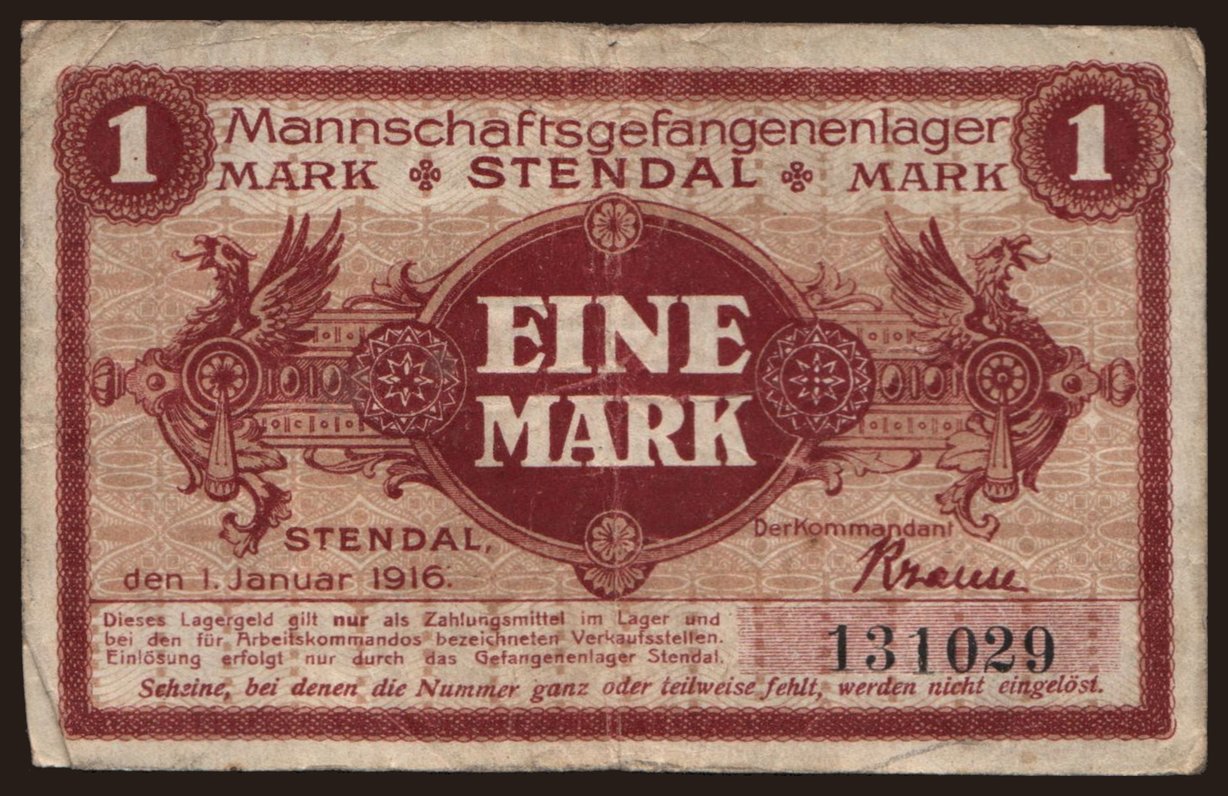 1 Mannschaftsgefangenenlager 1
MARK STENDAL MARK
EINE
MARK
STENDAL,
den 1. Januar 1916.
Der Kommandant
Krause
Dieses Lagergeld gilt nur als Zahlungsmittel im Lager und
bei den für Arbeitskommandos bezeichneten Verkaufsstellen.
Einlösung erfolgt nur durch das Gefangenenlager Stendal.
131029
Scheine, bei denen die Nummer ganz oder teilweise fehlt, werden nicht eingelöst.